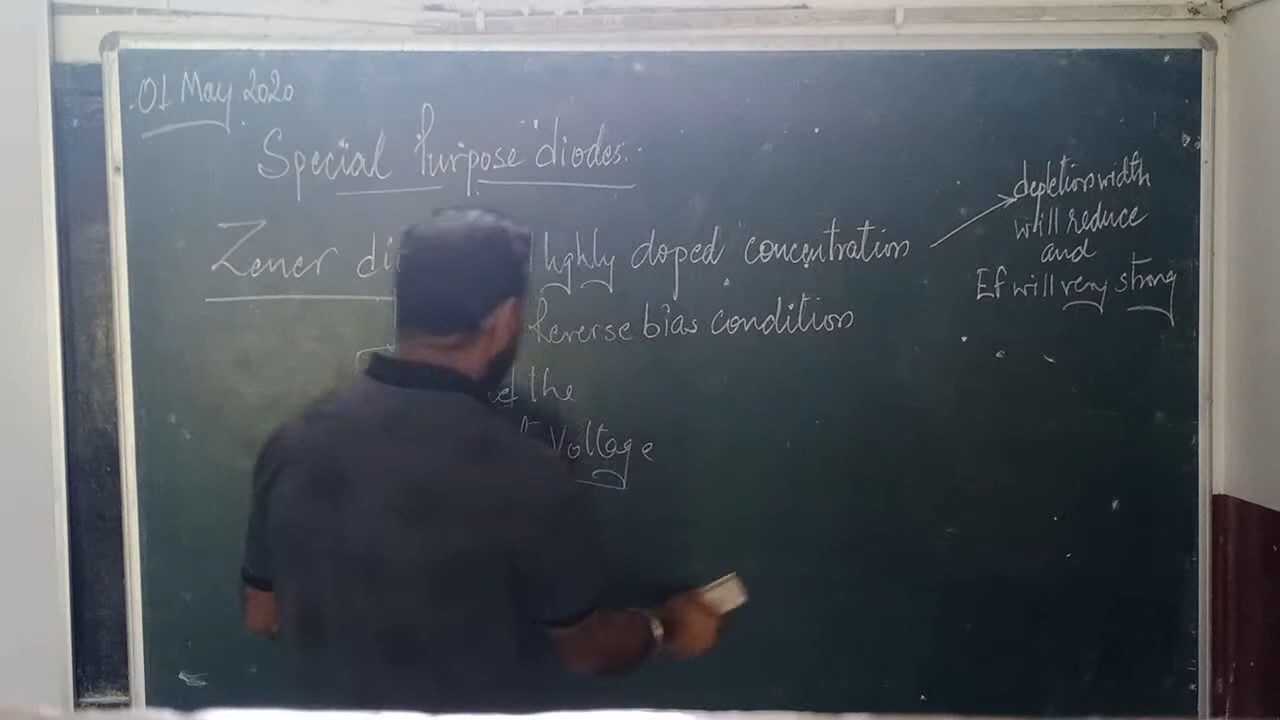 01 May 2020
Special Purpose diodes.
Zener di highly doped concentration
depletion width
will reduce
and
Ef will very strong
Reverse bias condition
the
Voltage